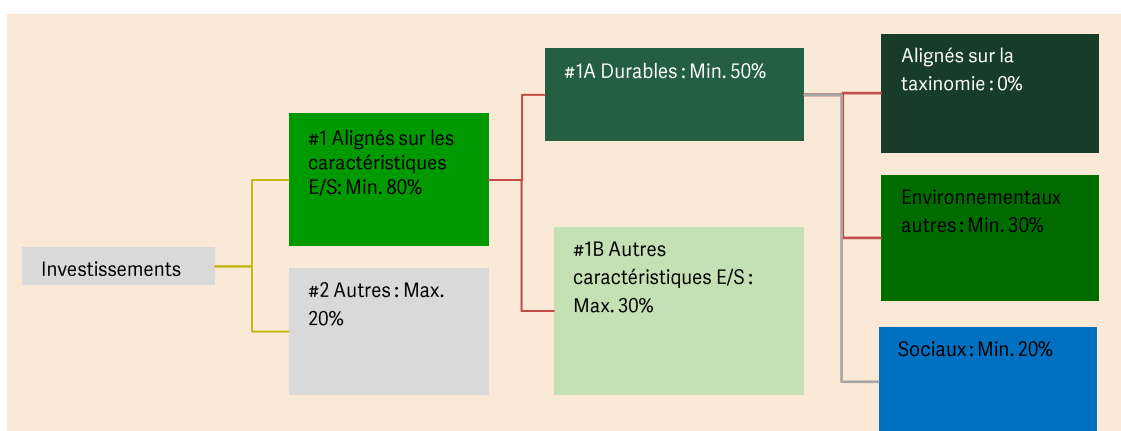 Investissements
#1 Alignés sur les
caractéristiques
E/S: Min. 80%
#2 Autres : Max.
20%
#1A Durables : Min. 50%
#1B Autres
caractéristiques E/S :
Max. 30%
Alignés sur la
taxinomie : 0%
Environnementaux
autres : Min. 30%
Sociaux : Min. 20%